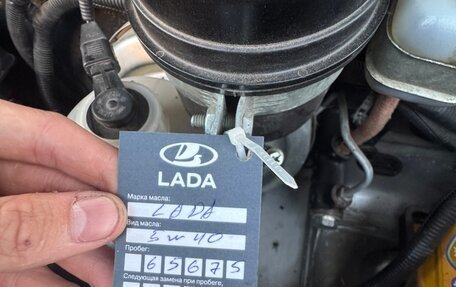 LADA
Марка масла:
LADA
Вид масла:
5w40
Пробег:
65675
Следующая замена при пробеге,